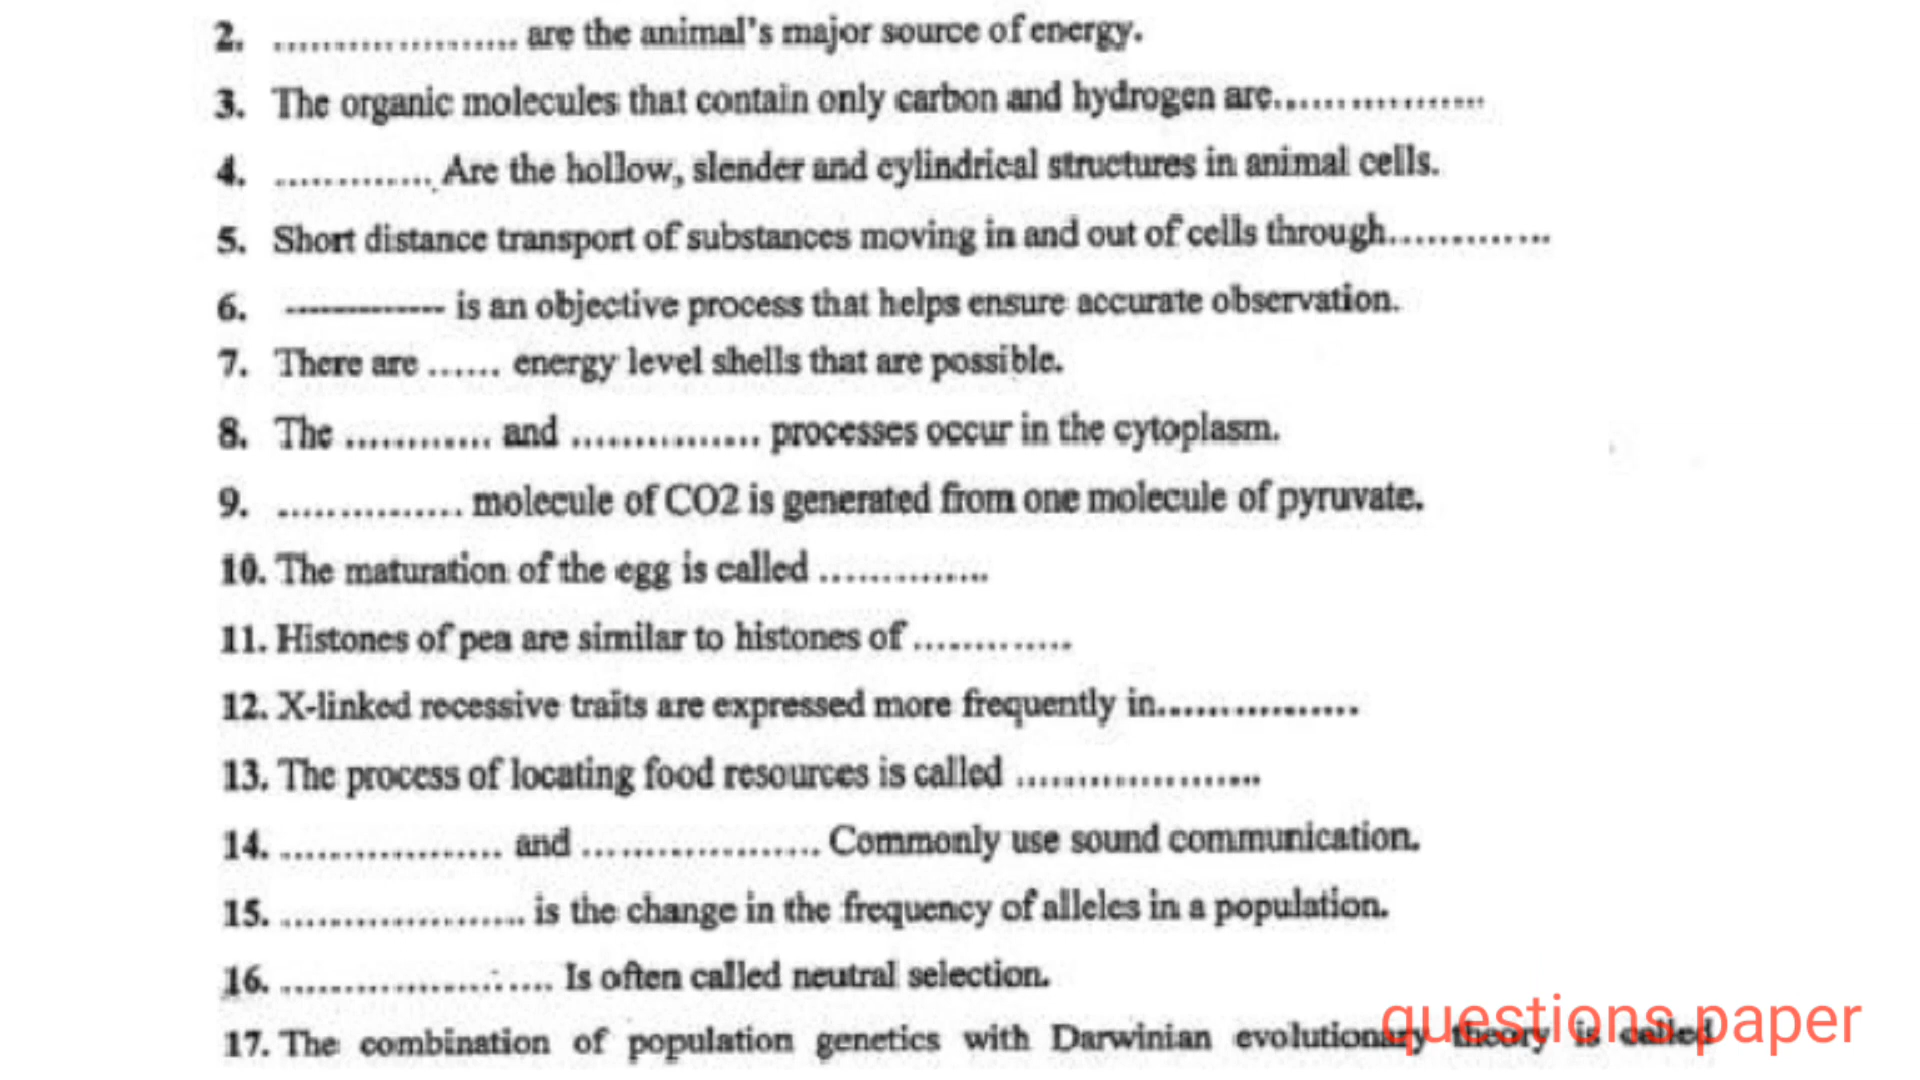 2. ........................ are the animal's major source of energy.
3. The organic molecules that contain only carbon and hydrogen are...................
4. ............... Are the hollow, slender and cylindrical structures in animal cells.
5. Short distance transport of substances moving in and out of cells through..............
6. -------------- is an objective process that helps ensure accurate observation.
7. There are ...... energy level shells that are possible.
8. The .............. and .................. processes occur in the cytoplasm.
9. .................. molecule of CO2 is generated from one molecule of pyruvate.
10. The maturation of the egg is called ................
11. Histones of pea are similar to histones of ...............
12. X-linked recessive traits are expressed more frequently in...................
13. The process of locating food resources is called ........................
14. ...................... and ........................ Commonly use sound communication.
15. ........................ is the change in the frequency of alleles in a population.
16. ........................... Is often called neutral selection.
17. The combination of population genetics with Darwinian evolutionary theory is called
questions paper